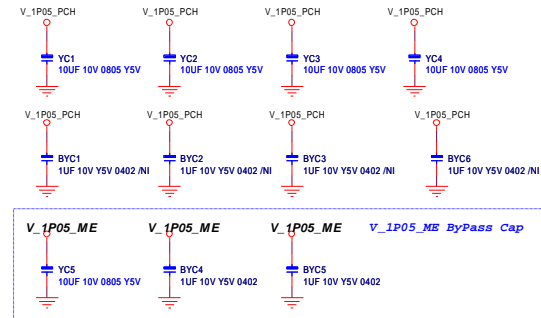 V_1P05_PCH V_1P05_PCH V_1P05_PCH V_1P05_PCH
YC1 YC2 YC3 YC4
10UF 10V 0805 Y5V 10UF 10V 0805 Y5V 10UF 10V 0805 Y5V 10UF 10V 0805 Y5V
V_1P05_PCH V_1P05_PCH V_1P05_PCH V_1P05_PCH
BYC1 BYC2 BYC3 BYC6
1UF 10V Y5V 0402 /NI 1UF 10V Y5V 0402 /NI 1UF 10V Y5V 0402 /NI 1UF 10V Y5V 0402 /NI
V_1P05_ME V_1P05_ME V_1P05_ME V_1P05_ME ByPass Cap
YC5 BYC4 BYC5
10UF 10V 0805 Y5V 1UF 10V Y5V 0402 1UF 10V Y5V 0402